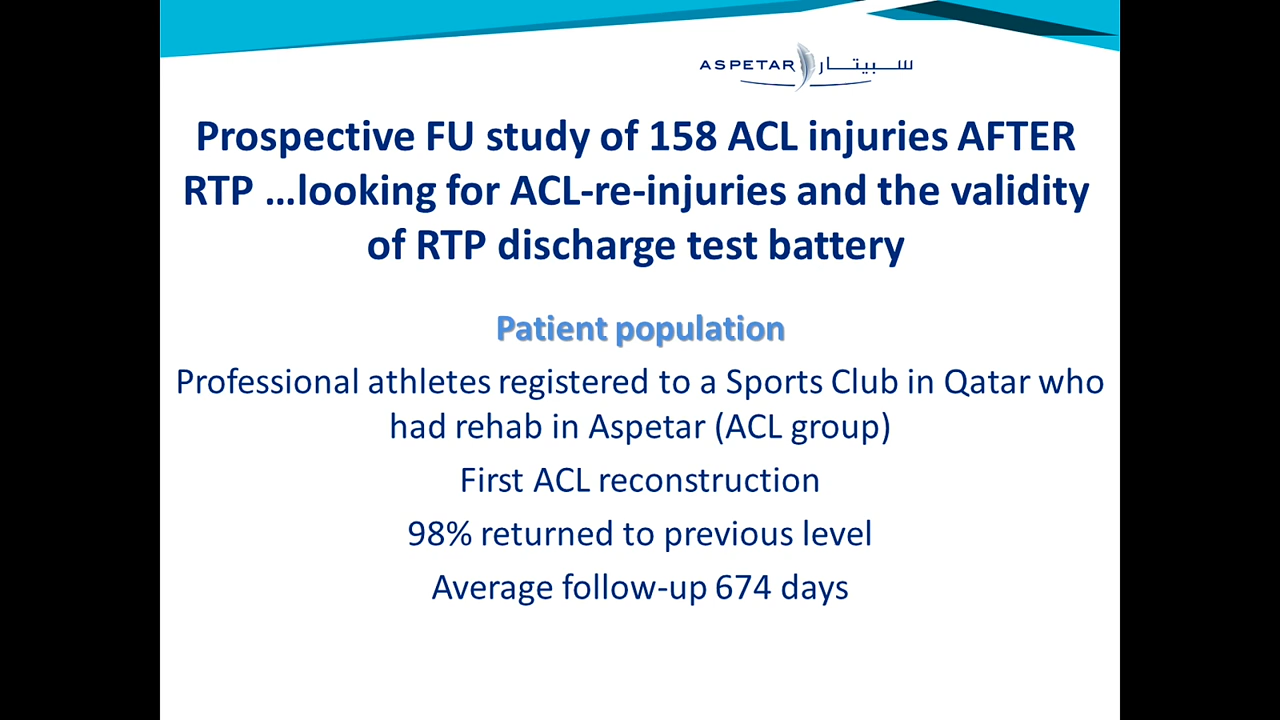 ASPETAR سبيتار
Prospective FU study of 158 ACL injuries AFTER
RTP ...looking for ACL-re-injuries and the validity
of RTP discharge test battery
Patient population
Professional athletes registered to a Sports Club in Qatar who
had rehab in Aspetar (ACL group)
First ACL reconstruction
98% returned to previous level
Average follow-up 674 days